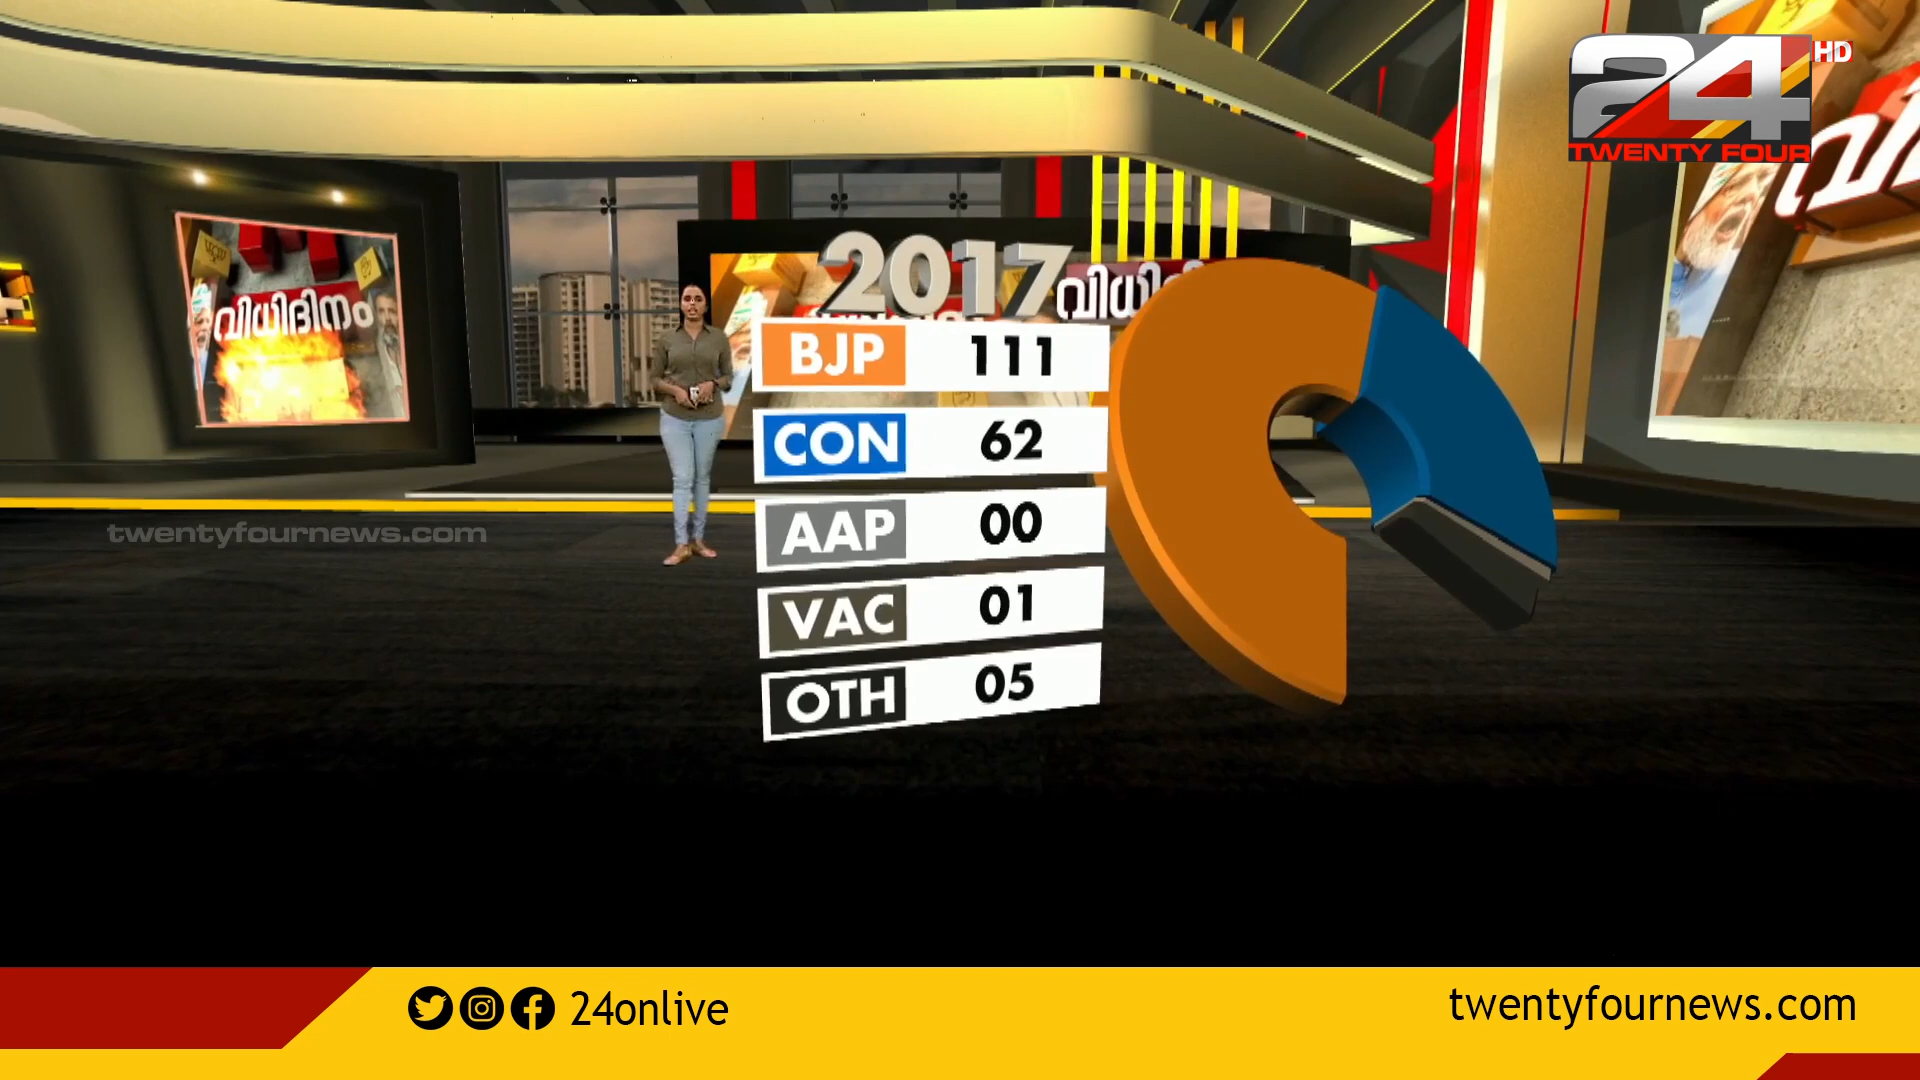 24 HD
TWENTY FOUR
2017
വിധിദിനം
BJP 111
CON 62
AAP 00
VAC 01
OTH 05
twentyfournews.com
24onlive
twentyfournews.com